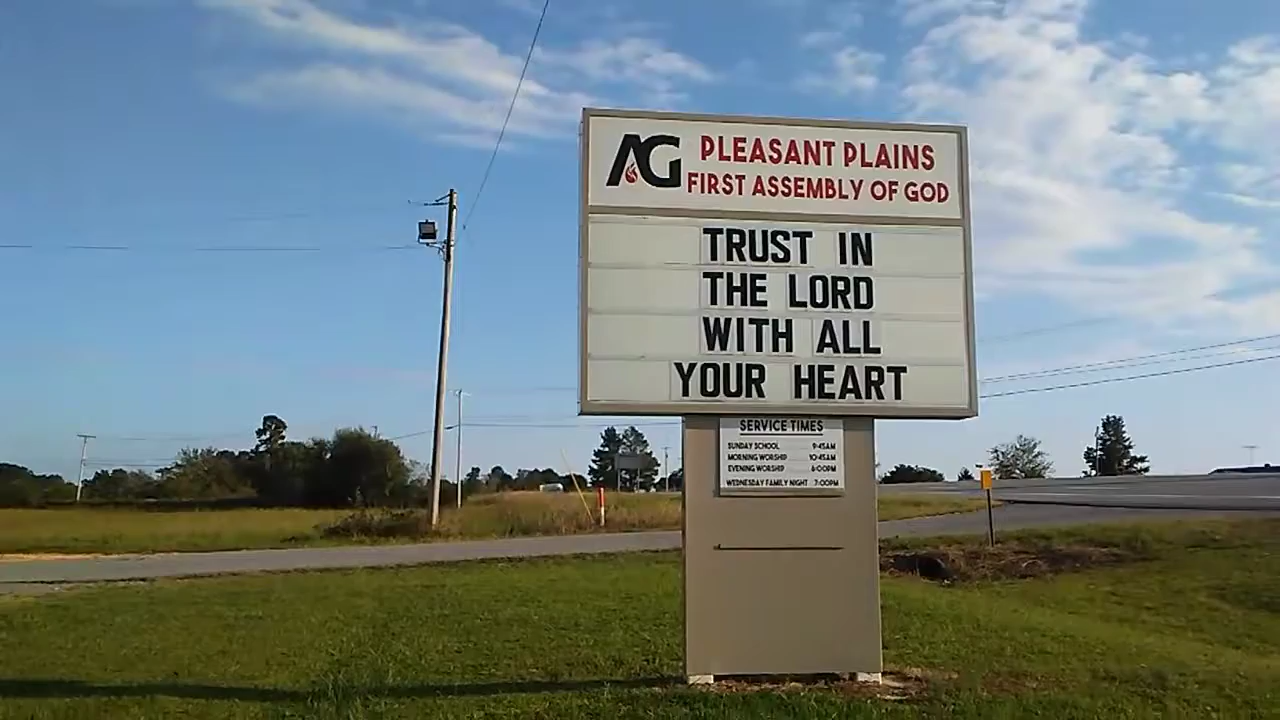 AG
PLEASANT PLAINS
FIRST ASSEMBLY OF GOD
TRUST IN
THE LORD
WITH ALL
YOUR HEART
SERVICE TIMES
SUNDAY SCHOOL 9:45AM
MORNING WORSHIP 10:45AM
EVENING WORSHIP 6:00PM
WEDNESDAY FAMILY NIGHT 7:00PM